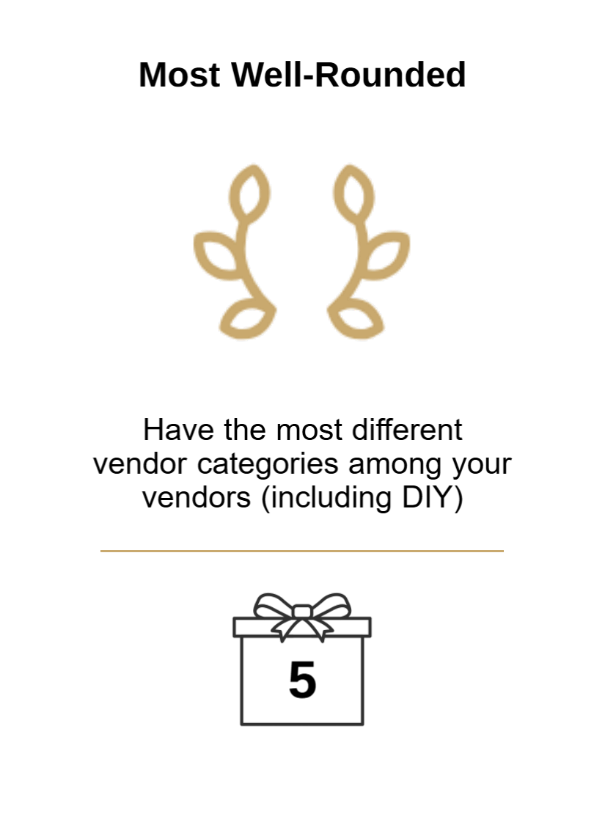 Most Well-Rounded
Have the most different
vendor categories among your
vendors (including DIY)
5